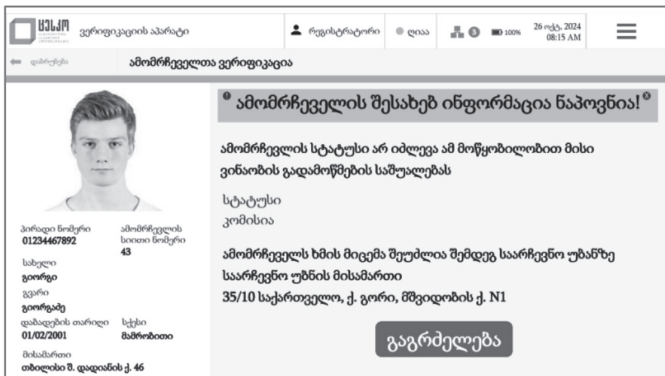 ცესკო ვერიფიკაციის აპარატი
რეგისტრატორი
ღიაა
3
100%
26 ოქტ, 2024
08:15 AM
დაბრუნება
ამომრჩეველთა ვერიფიკაცია
პირადი ნომერი
01234467892
ამომრჩევლის
სიითი ნომერი
43
სახელი
გიორგი
გვარი
გიორგაძე
დაბადების თარიღი
01/02/2001
სქესი
მამრობითი
მისამართი
თბილისი შ. დადიანის ქ. 46
ამომრჩეველის შესახებ ინფორმაცია ნაპოვნია!
ამომრჩევლის სტატუსი არ იძლევა ამ მოწყობილობით მისი
ვინაობის გადამოწმების საშუალებას
სტატუსი
კომისია
ამომრჩეველს ხმის მიცემა შეუძლია შემდეგ საარჩევნო უბანზე
საარჩევნო უბნის მისამართი
35/10 საქართველო, ქ. გორი, მშვიდობის ქ. N1
გაგრძელება